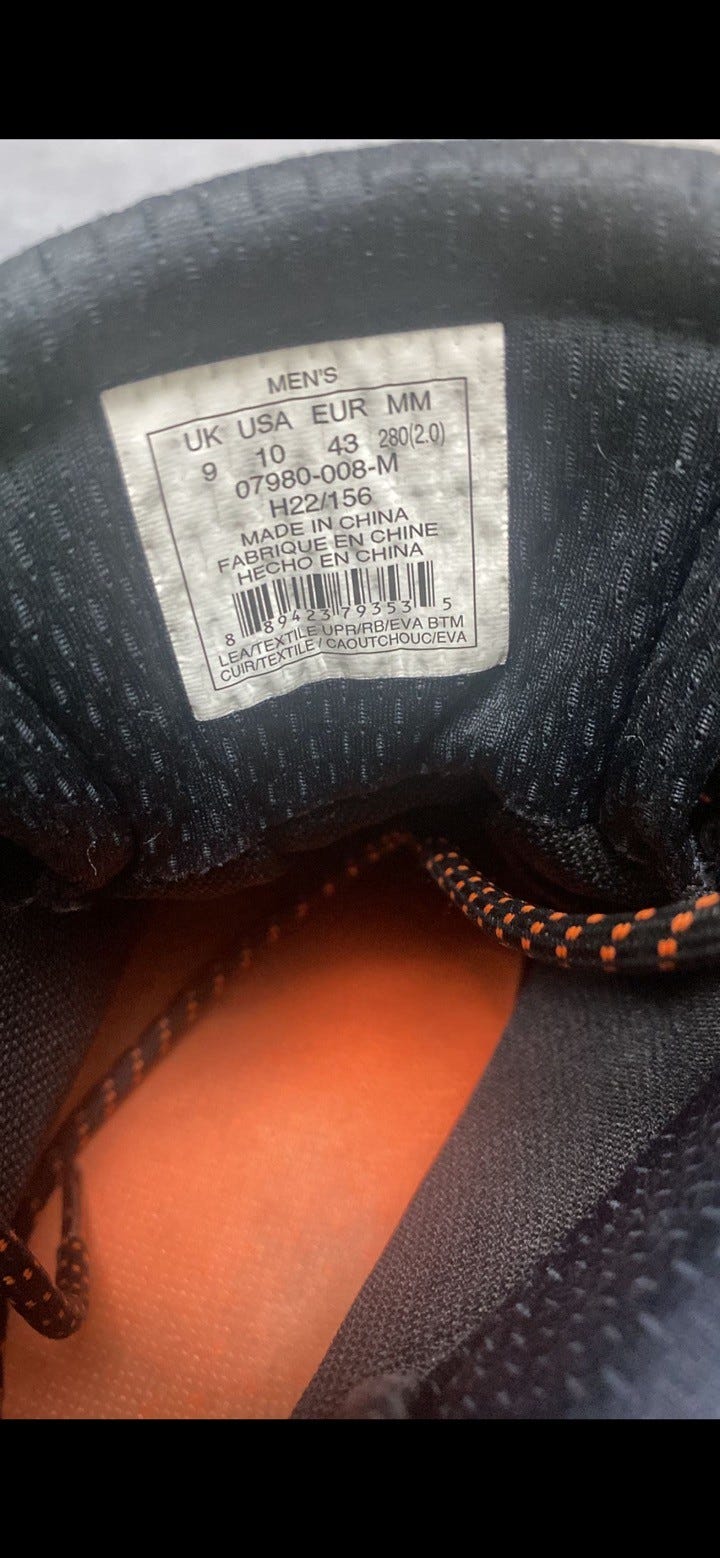 MEN'S
UK USA EUR MM
9 10 43 280(2.0)
07980-008-M
H22/156
MADE IN CHINA
FABRIQUE EN CHINE
HECHO EN CHINA
8 89423 79353 5
LEA/TEXTILE UPR/RB/EVA BTM
CUIR/TEXTILE / CAOUTCHOUC/EVA